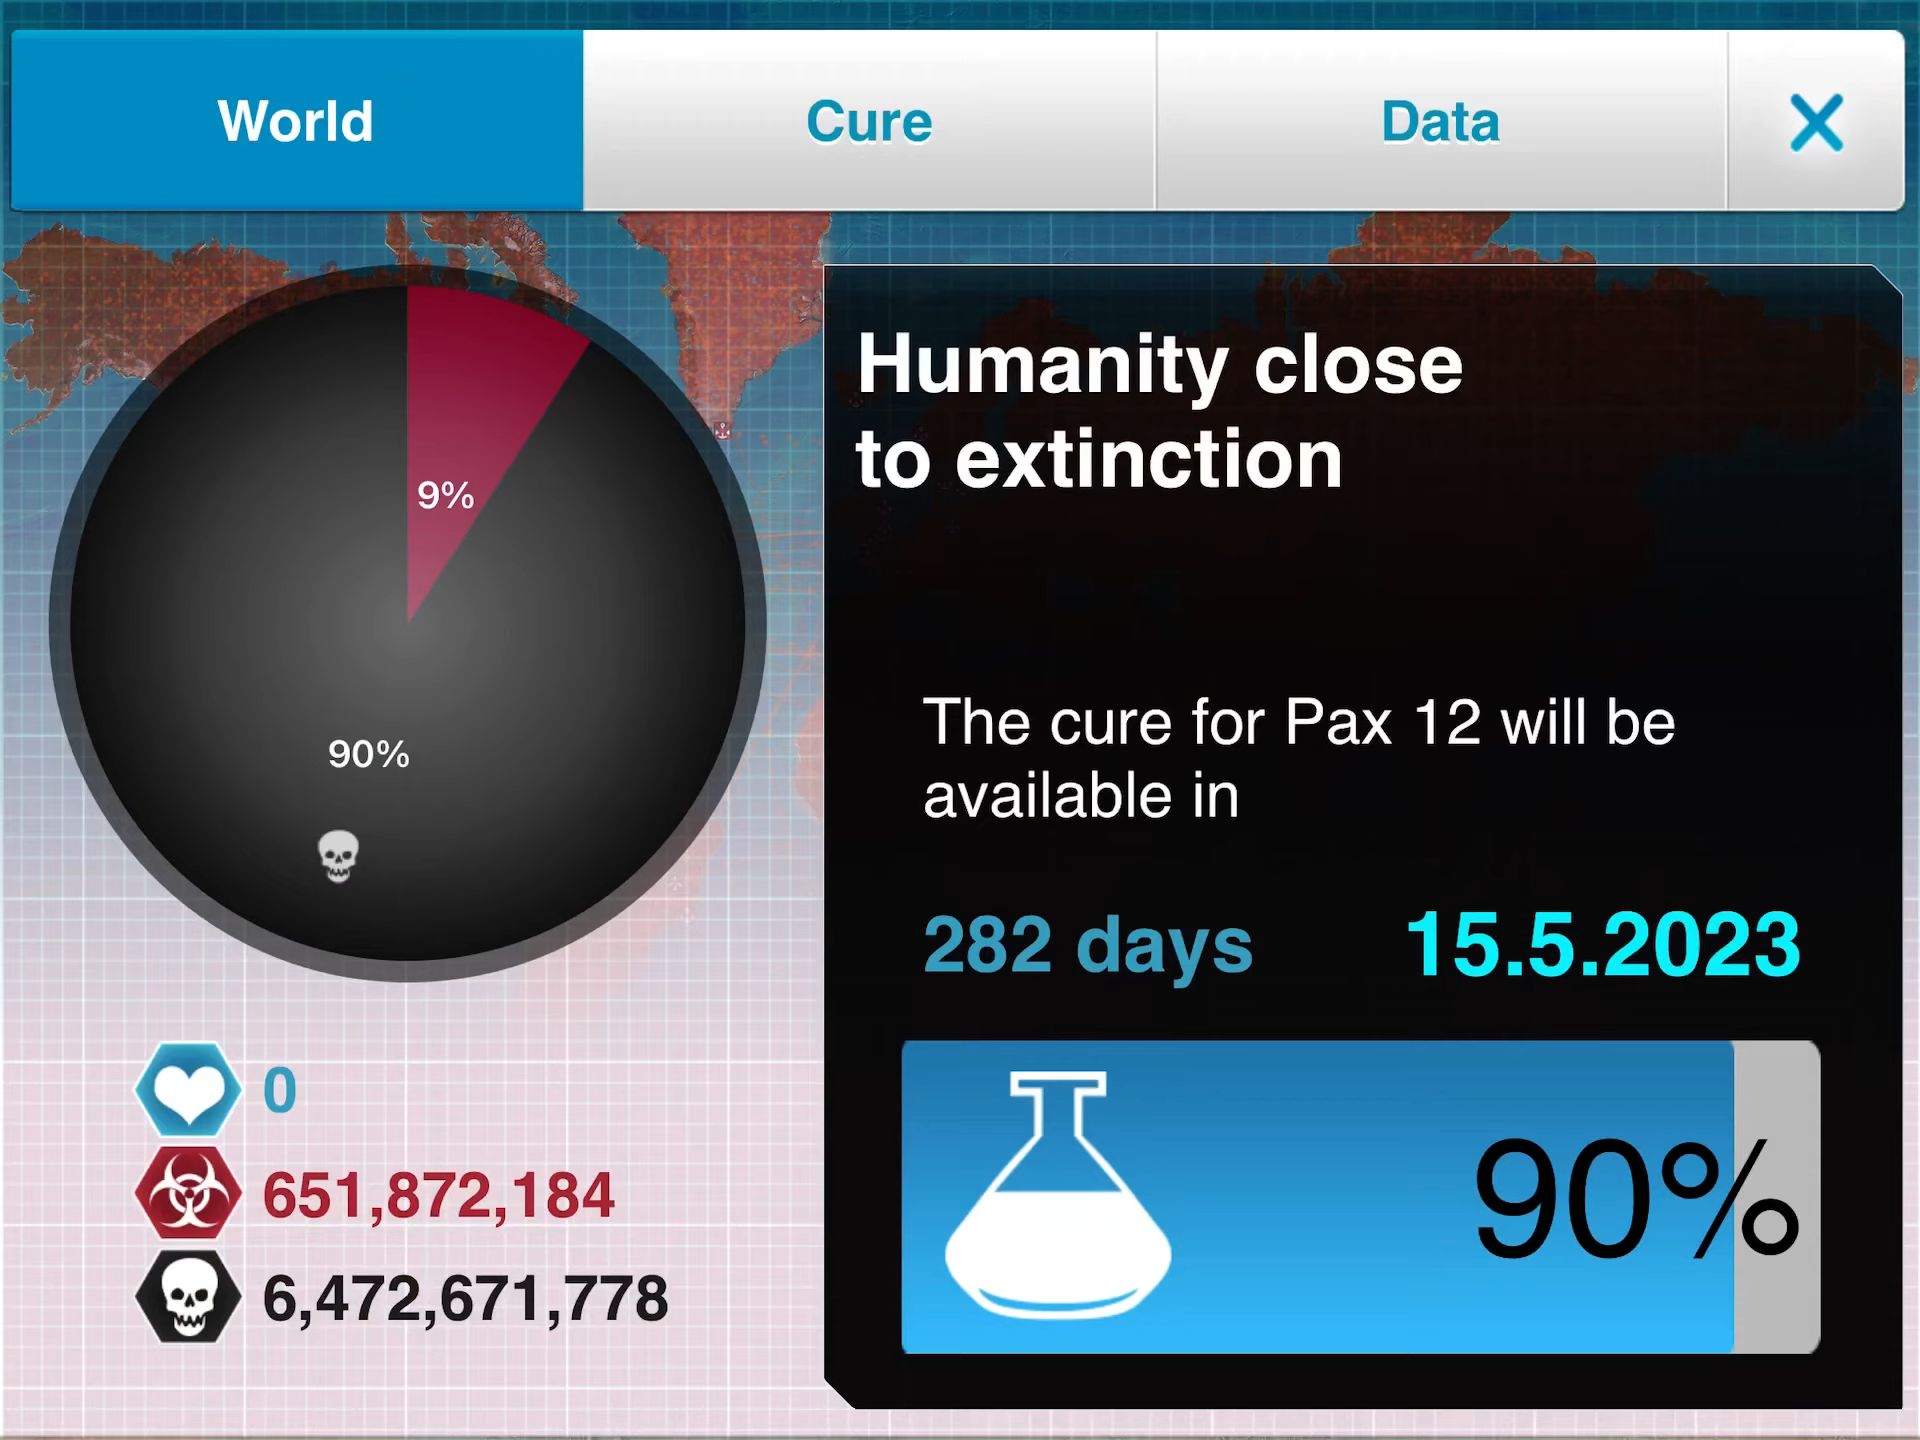 World
Cure
Data
9%
90%
0
651,872,184
6,472,671,778
Humanity close
to extinction
The cure for Pax 12 will be
available in
282 days
15.5.2023
90%